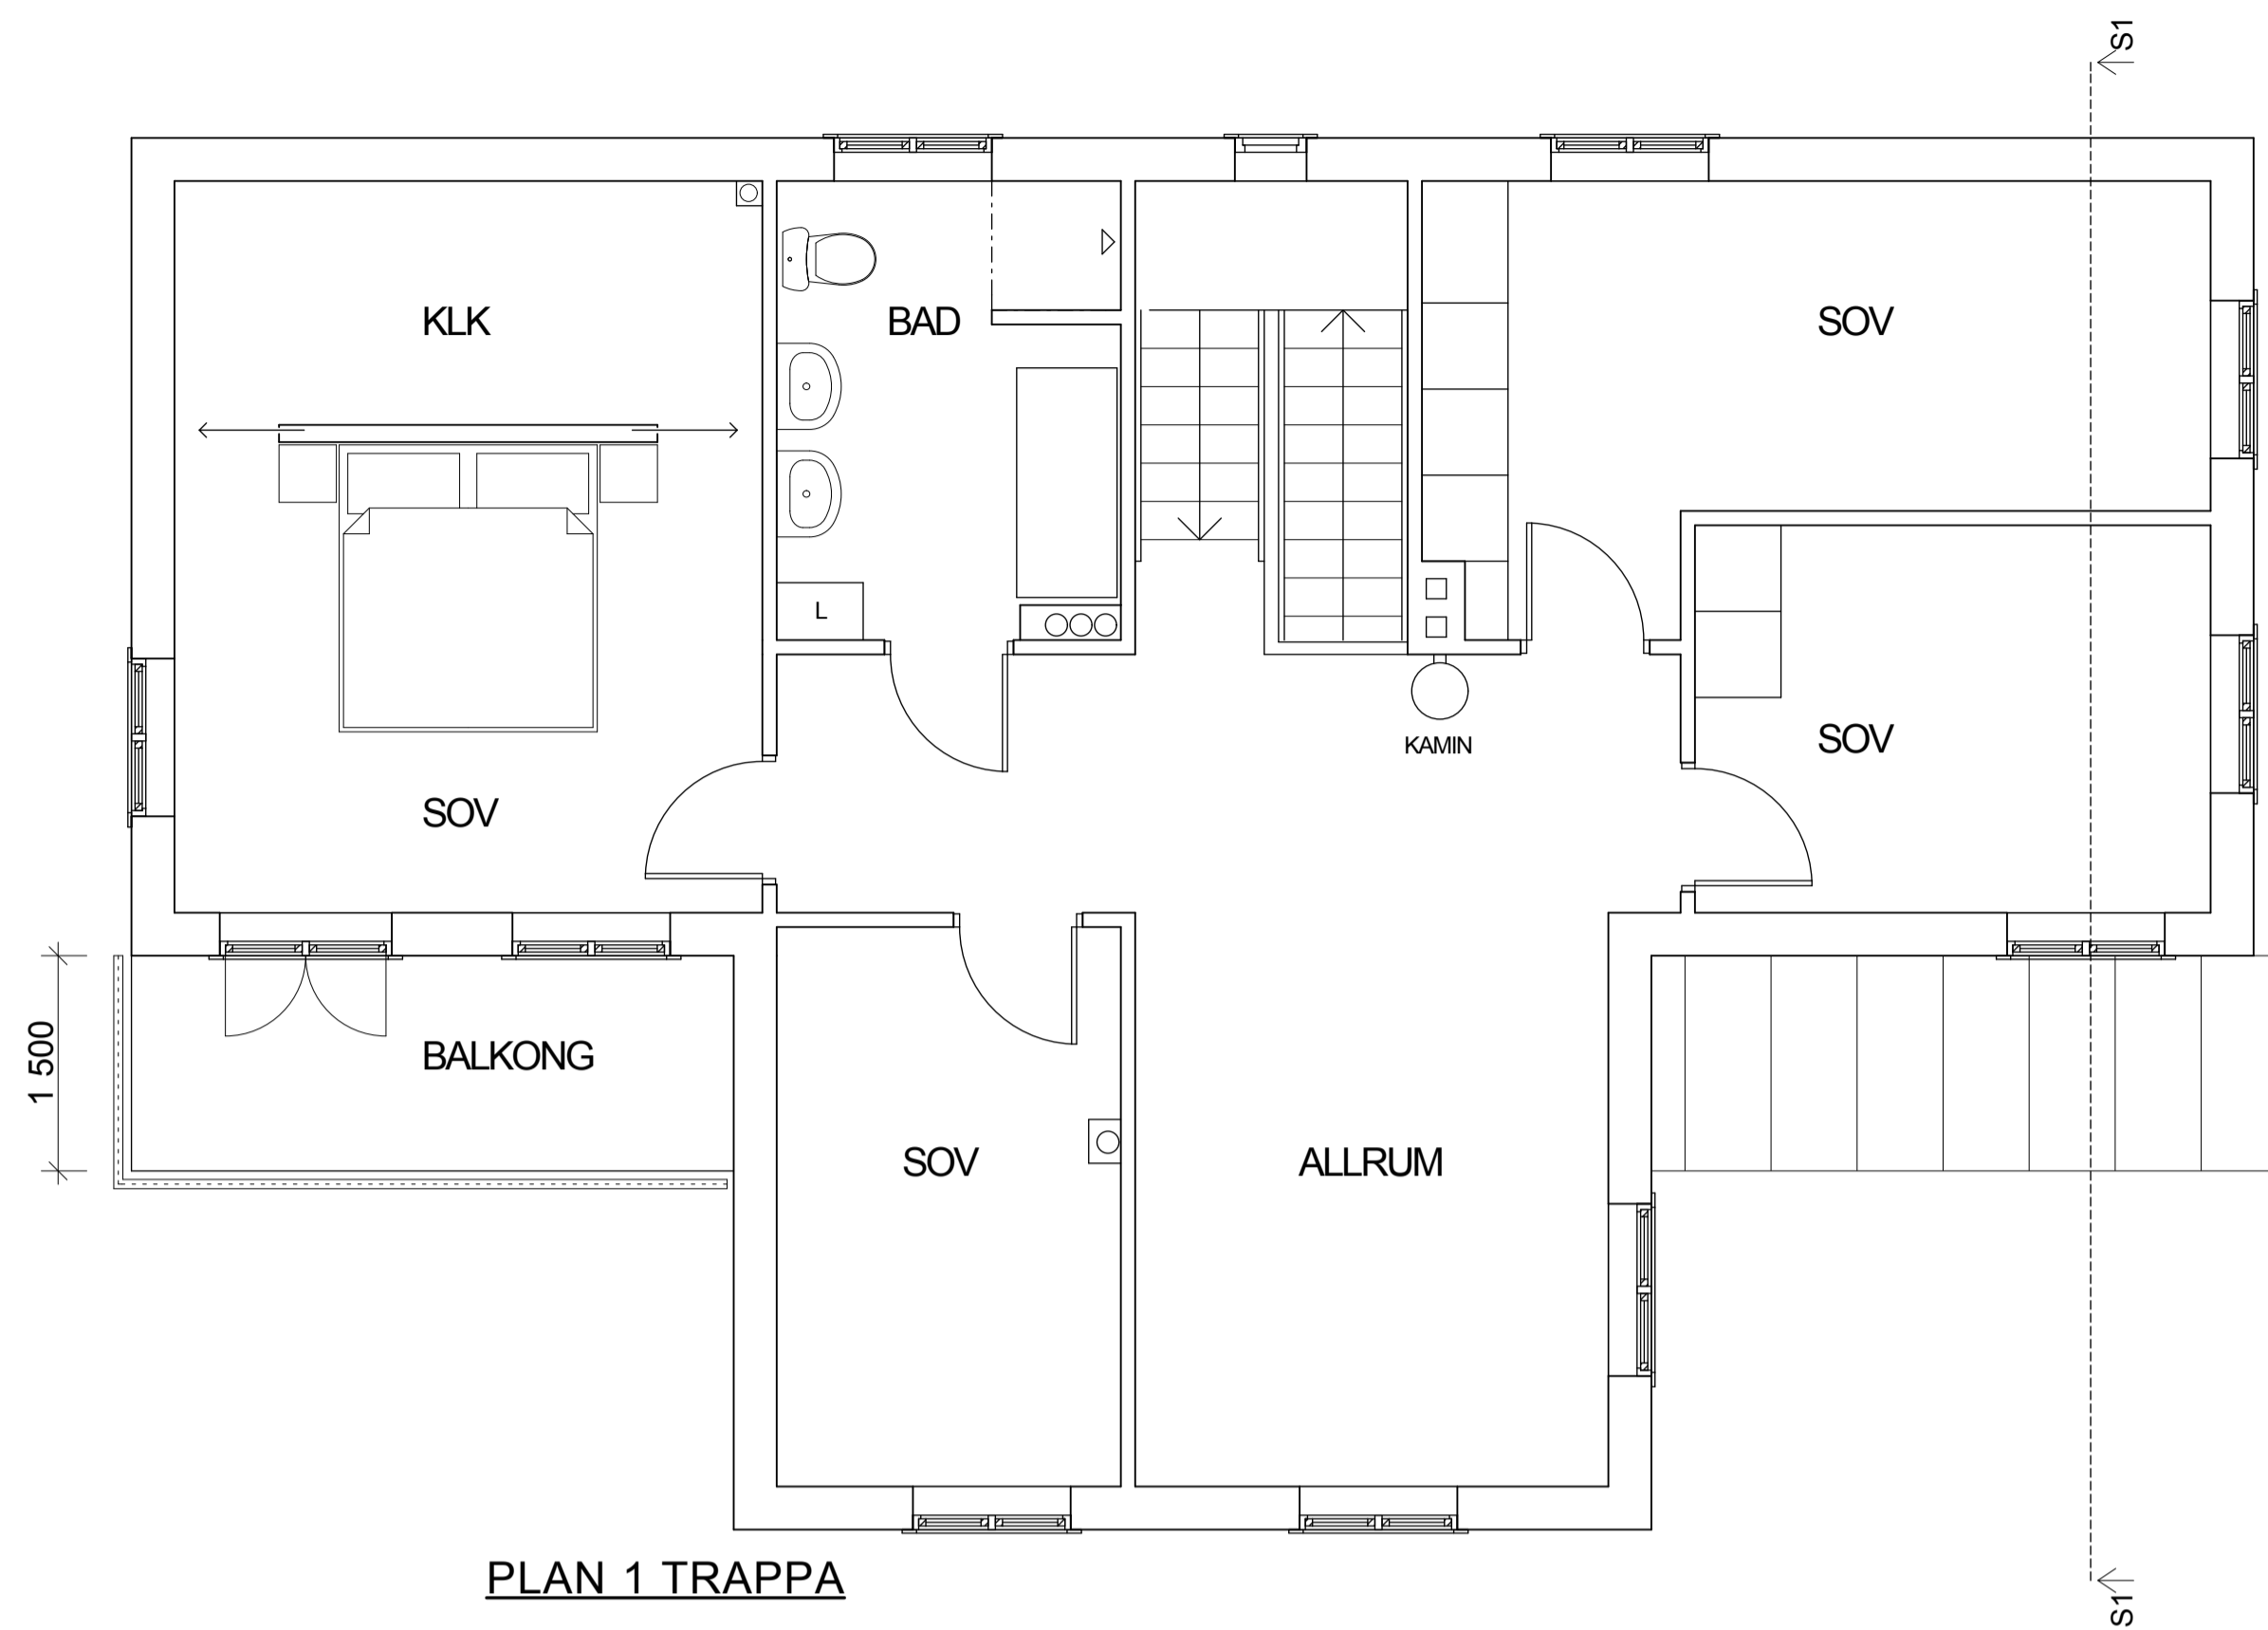 S1
KLK
BAD
SOV
L
SOV
KAMIN
SOV
1 500
BALKONG
SOV
ALLRUM
PLAN 1 TRAPPA
S1